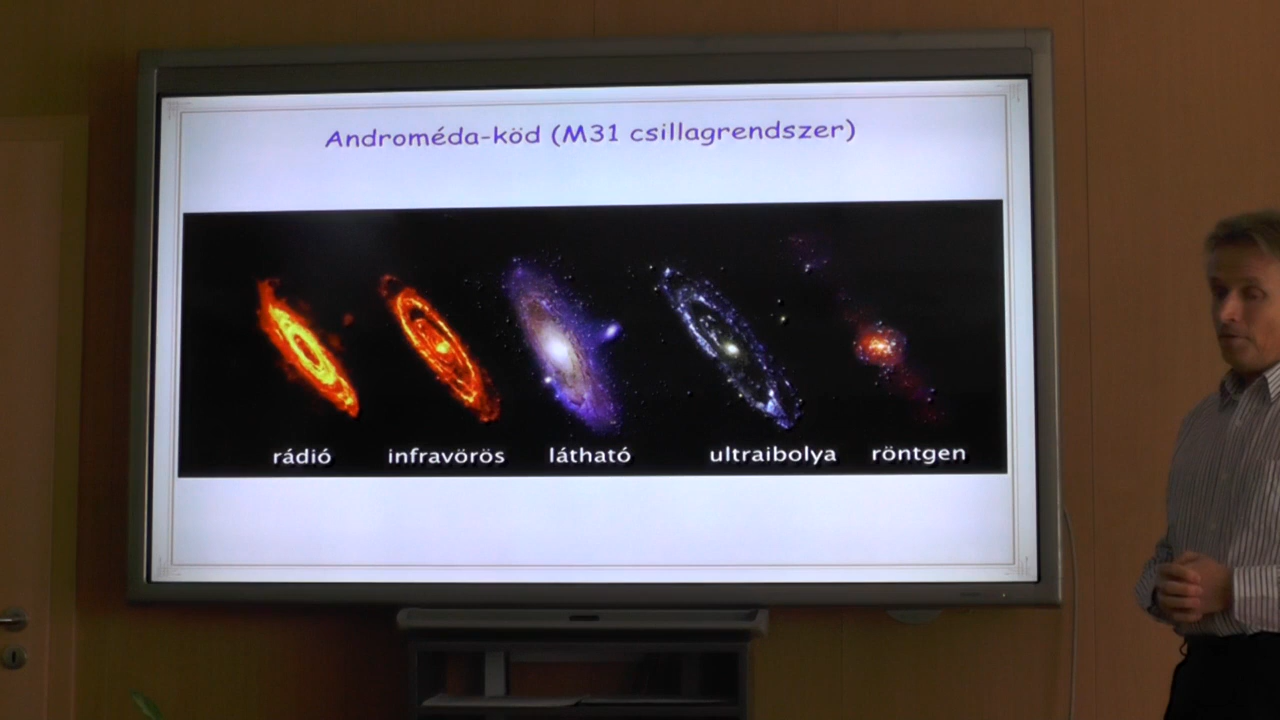 Androméda-köd (M31 csillagrendszer)
rádió infravörös látható ultraibolya röntgen